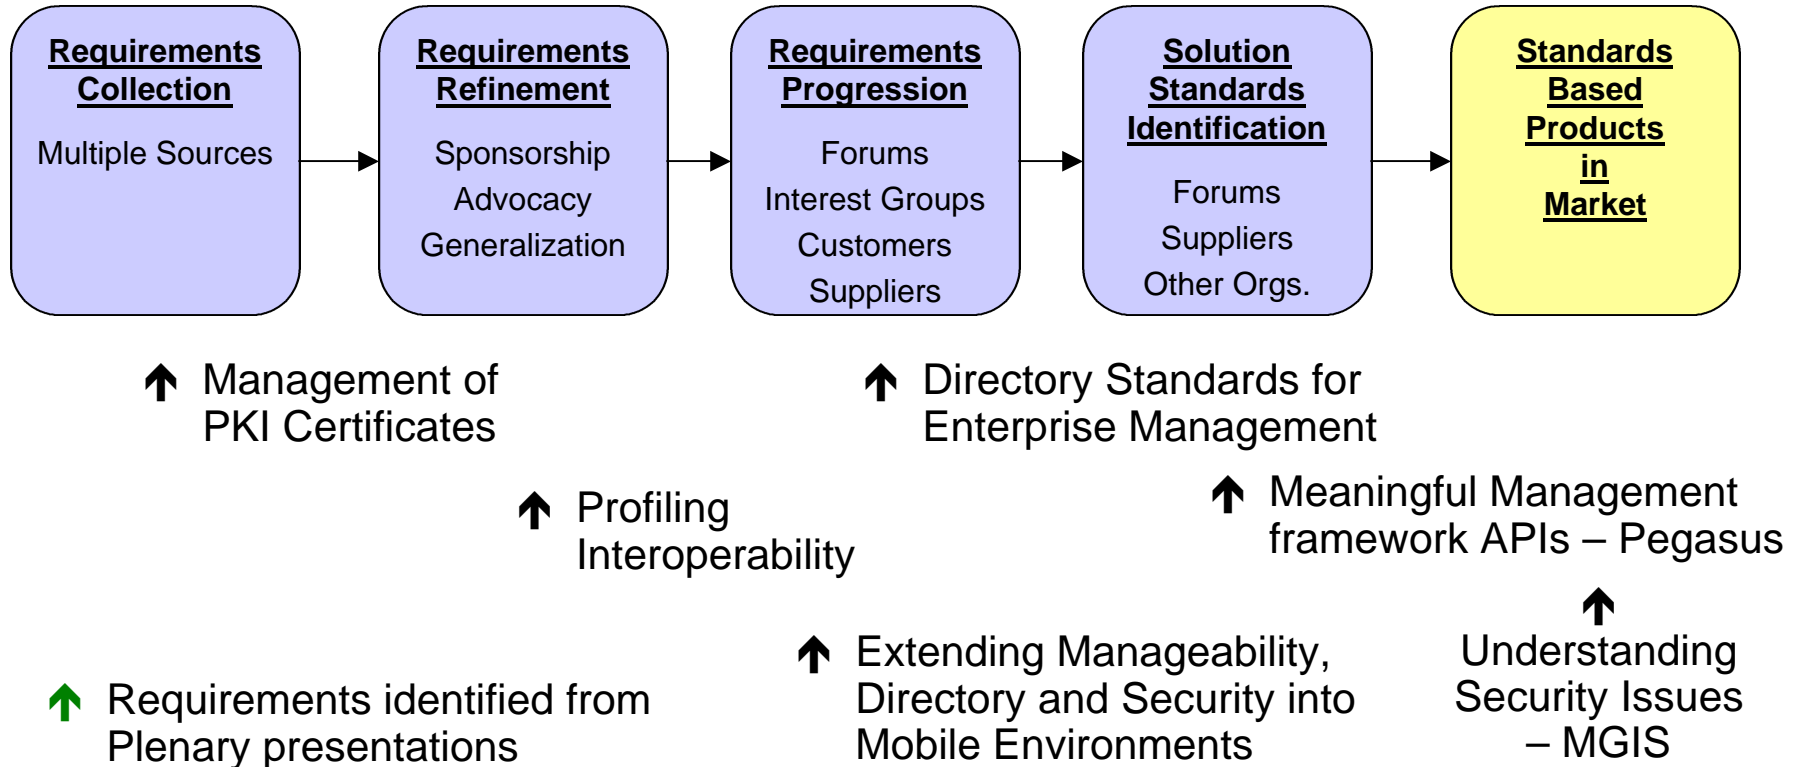 Requirements
Collection
Multiple Sources
Requirements
Refinement
Sponsorship
Advocacy
Generalization
Requirements
Progression
Forums
Interest Groups
Customers
Suppliers
Solution
Standards
Identification
Forums
Suppliers
Other Orgs.
Standards
Based
Products
in
Market
Management of
PKI Certificates
Directory Standards for
Enterprise Management
Profiling
Interoperability
Meaningful Management
framework APIs – Pegasus
Requirements identified from
Plenary presentations
Extending Manageability,
Directory and Security into
Mobile Environments
Understanding
Security Issues
– MGIS